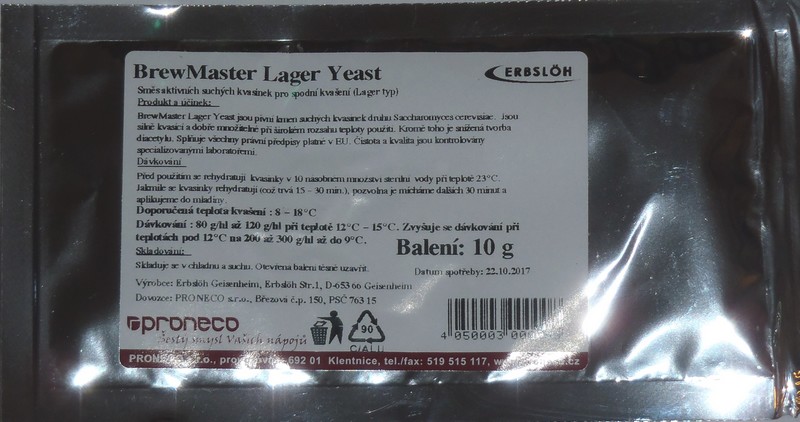 BrewMaster Lager Yeast
ERBSLÖH
Směs aktivních suchých kvasinek pro spodní kvašení (Lager typ)
Produkt a účinek:
BrewMaster Lager Yeast jsou pivní kmen suchých kvasinek druhu Saccharomyces cerevisiae. Jsou
silně kvasící a dobře množitelné při širokém rozsahu teploty použití. Kromě toho je snížená tvorba
diacetylu. Splňuje všechny právní předpisy platné v EU. Čistota a kvalita jsou kontrolovány
specializovanými laboratořemi.
Dávkování
Před použitím se rehydratují kvasinky v 10 násobném množství sterilní vody při teplotě 23°C.
Jakmile se kvasinky rehydratují (což trvá 15 – 30 min.), pozvolna je mícháme dalších 30 minut a
aplikujeme do mladiny.
Doporučená teplota kvašení : 8 – 18°C
Dávkování : 80 g/hl až 120 g/hl při teplotě 12°C – 15°C. Zvyšuje se dávkování při
teplotách pod 12°C na 200 až 300 g/hl až do 9°C.
Balení: 10 g
Skladování:
Skladuje se v chladnu a suchu. Otevřená balení těsně uzavřít.
Datum spotřeby: 22.10.2017
Výrobce: Erbslöh Geisenheim, Erbslöh Str.1, D-653 66 Geisenheim
Dovozce: PRONECO s.r.o., Březová č.p. 150, PSČ 763 15
proneco
Šestý smysl Vašich nápojů
90
C/ALU
4 050003 000
PRONECO s.r.o., 692 01 Klentnice, tel./fax: 519 515 117,